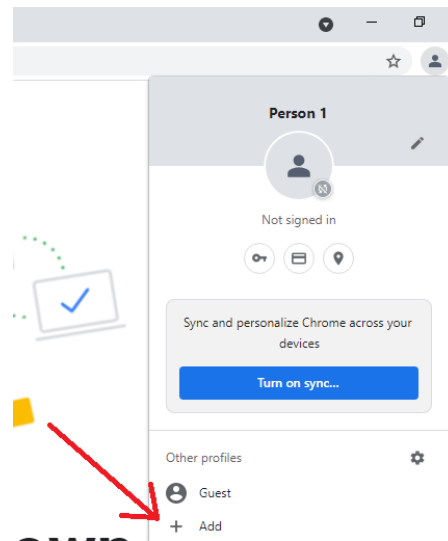 Person 1
Not signed in
Sync and personalize Chrome across your
devices
Turn on sync...
Other profiles
Guest
Add